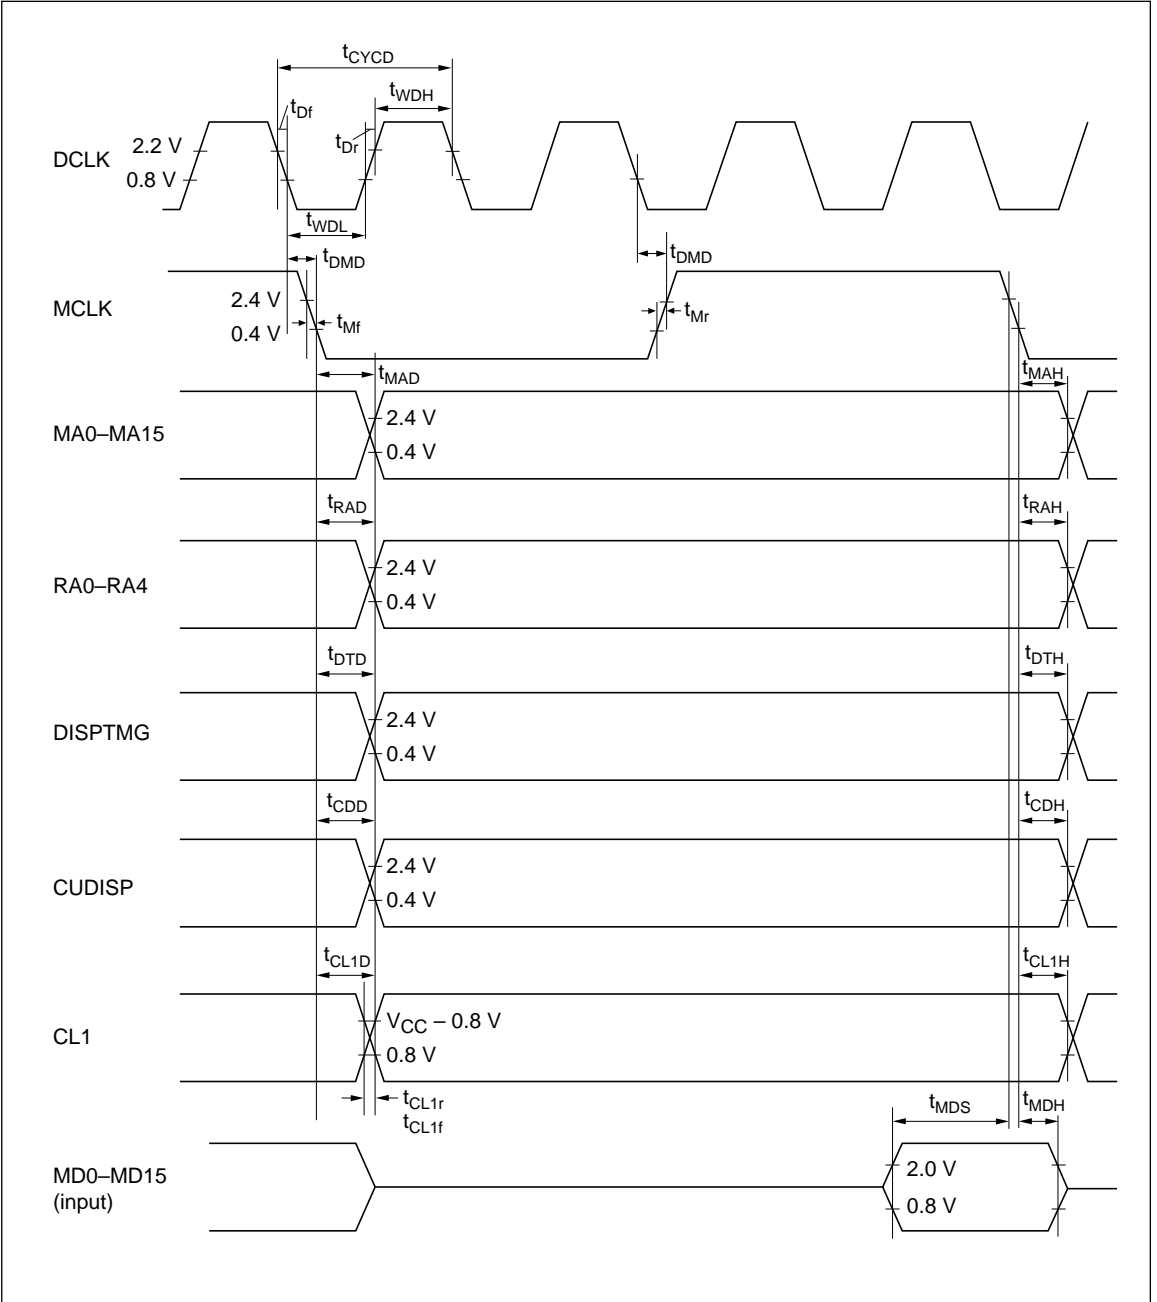 tCYCD
tWDH
tDf
tDr
DCLK
2.2 V
0.8 V
tWDL
tDMD
tDMD
MCLK
2.4 V
0.4 V
tMf
tMr
tMAD
tMAH
MA0–MA15
2.4 V
0.4 V
tRAD
tRAH
RA0–RA4
2.4 V
0.4 V
tDTD
tDTH
DISPTMG
2.4 V
0.4 V
tCDD
tCDH
CUDISP
2.4 V
0.4 V
tCL1D
tCL1H
CL1
VCC – 0.8 V
0.8 V
tCL1r
tCL1f
tMDS
tMDH
MD0–MD15
(input)
2.0 V
0.8 V